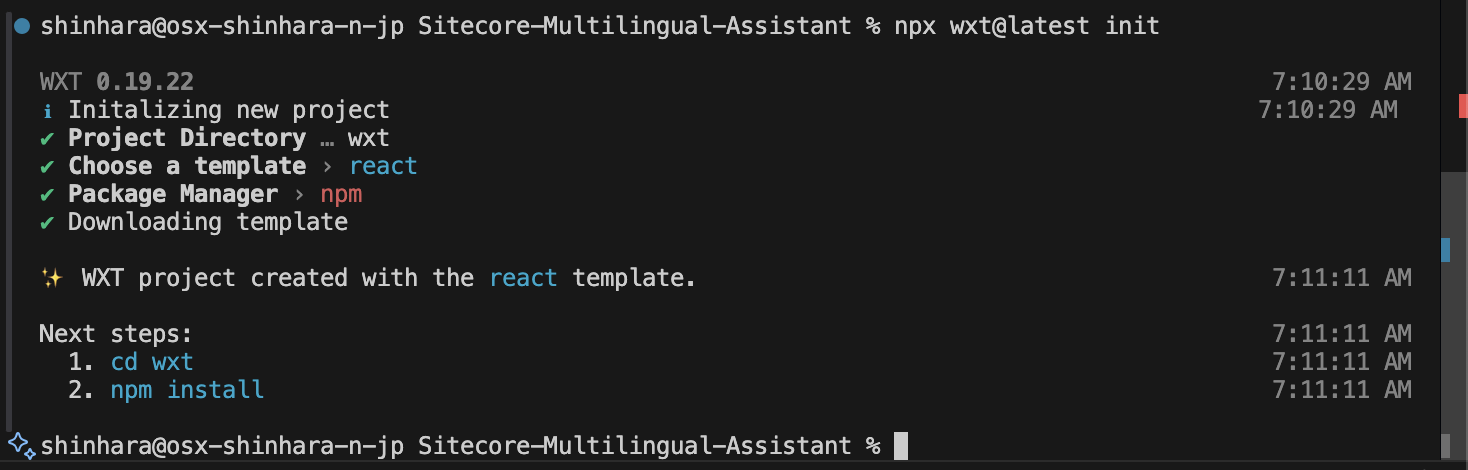 shinhara@osx-shinhara-n-jp Sitecore-Multilingual-Assistant % npx wxt@latest init
WXT 0.19.22 7:10:29 AM
ℹ Initalizing new project 7:10:29 AM
✔ Project Directory … wxt
✔ Choose a template › react
✔ Package Manager › npm
✔ Downloading template
✨ WXT project created with the react template. 7:11:11 AM
Next steps: 7:11:11 AM
1. cd wxt 7:11:11 AM
2. npm install 7:11:11 AM
shinhara@osx-shinhara-n-jp Sitecore-Multilingual-Assistant %